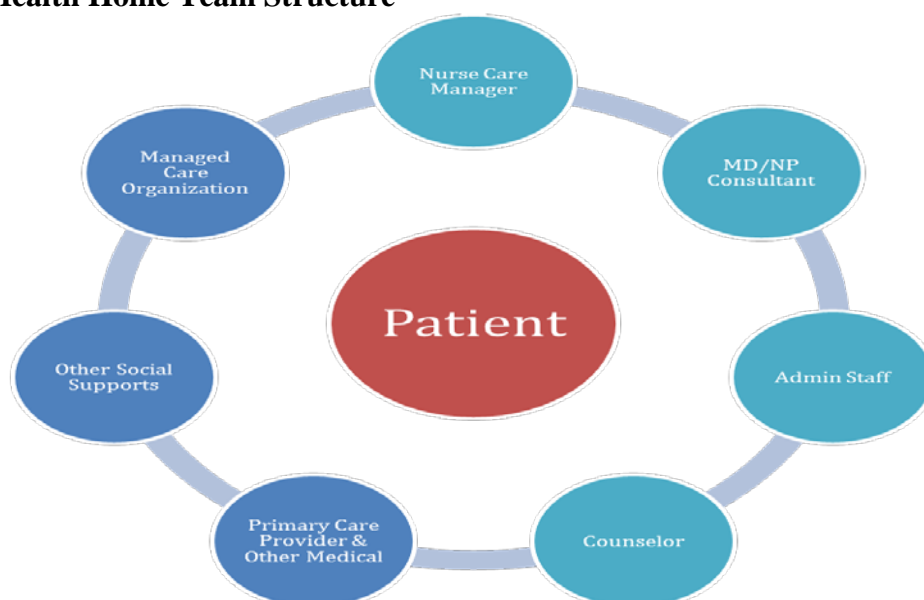 Health Home Team Structure
Nurse Care
Manager
MD/NP
Consultant
Admin Staff
Counselor
Primary Care
Provider &
Other Medical
Other Social
Supports
Managed
Care
Organization
Patient